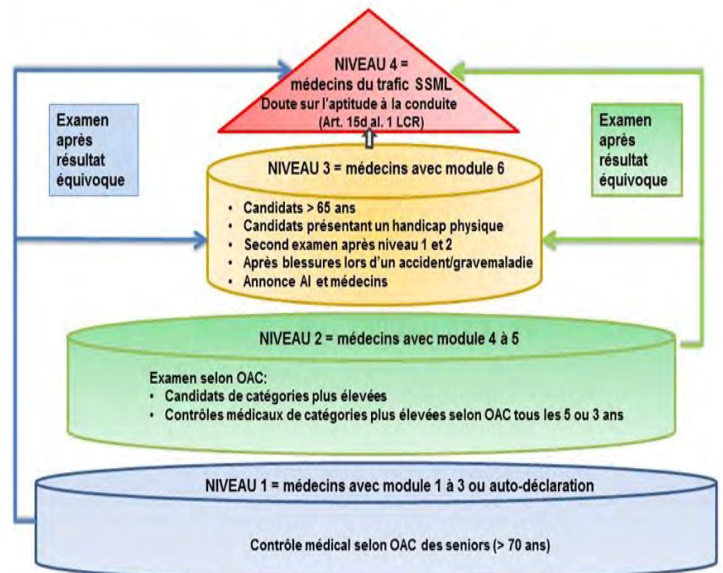 NIVEAU 4 =
médecins du trafic SSML
Doute sur l'aptitude à la conduite
(Art. 15d al. 1 LCR)
Examen
après
résultat
équivoque
Examen
après
résultat
équivoque
NIVEAU 3 = médecins avec module 6
• Candidats > 65 ans
• Candidats présentant un handicap physique
• Second examen après niveau 1 et 2
• Après blessures lors d'un accident/gravemaladie
• Annonce AI et médecins
NIVEAU 2 = médecins avec module 4 à 5
Examen selon OAC:
• Candidats de catégories plus élevées
• Contrôles médicaux de catégories plus élevées selon OAC tous les 5 ou 3 ans
NIVEAU 1 = médecins avec module 1 à 3 ou auto-déclaration
Contrôle médical selon OAC des seniors (> 70 ans)